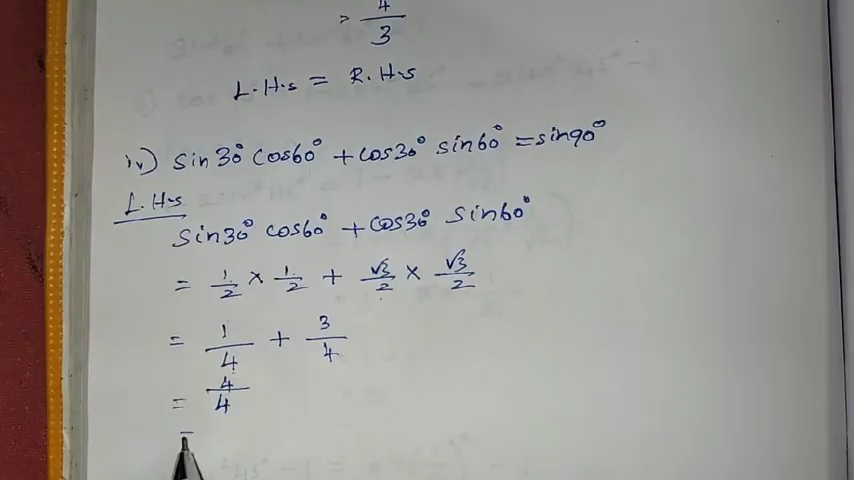 > 4/3
L.H.s = R.H.s
iv) sin30° cos60° + cos30° sin60° = sin90°
L.H.s
sin30° cos60° + cos30° sin60°
= 1/2 × 1/2 + √3/2 × √3/2
= 1/4 + 3/4
= 4/4
=